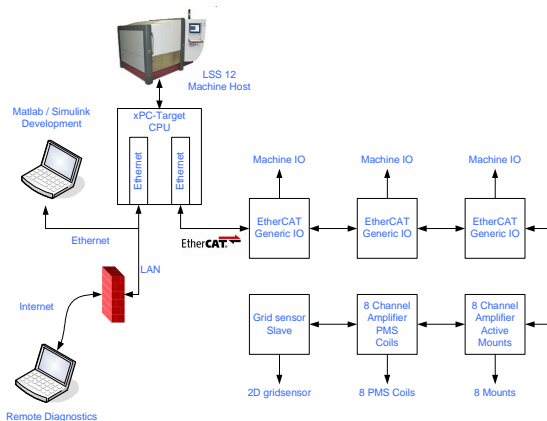 LSS 12
Machine Host
Matlab / Simulink
Development
xPC-Target
CPU
Ethernet
Ethernet
Machine IO
Machine IO
Machine IO
EtherCAT
Generic IO
EtherCAT
Generic IO
EtherCAT
Generic IO
Ethernet
EtherCAT
LAN
Internet
Grid sensor
Slave
8 Channel
Amplifier
PMS
Coils
8 Channel
Amplifier
Active
Mounts
2D gridsensor
8 PMS Coils
8 Mounts
Remote Diagnostics